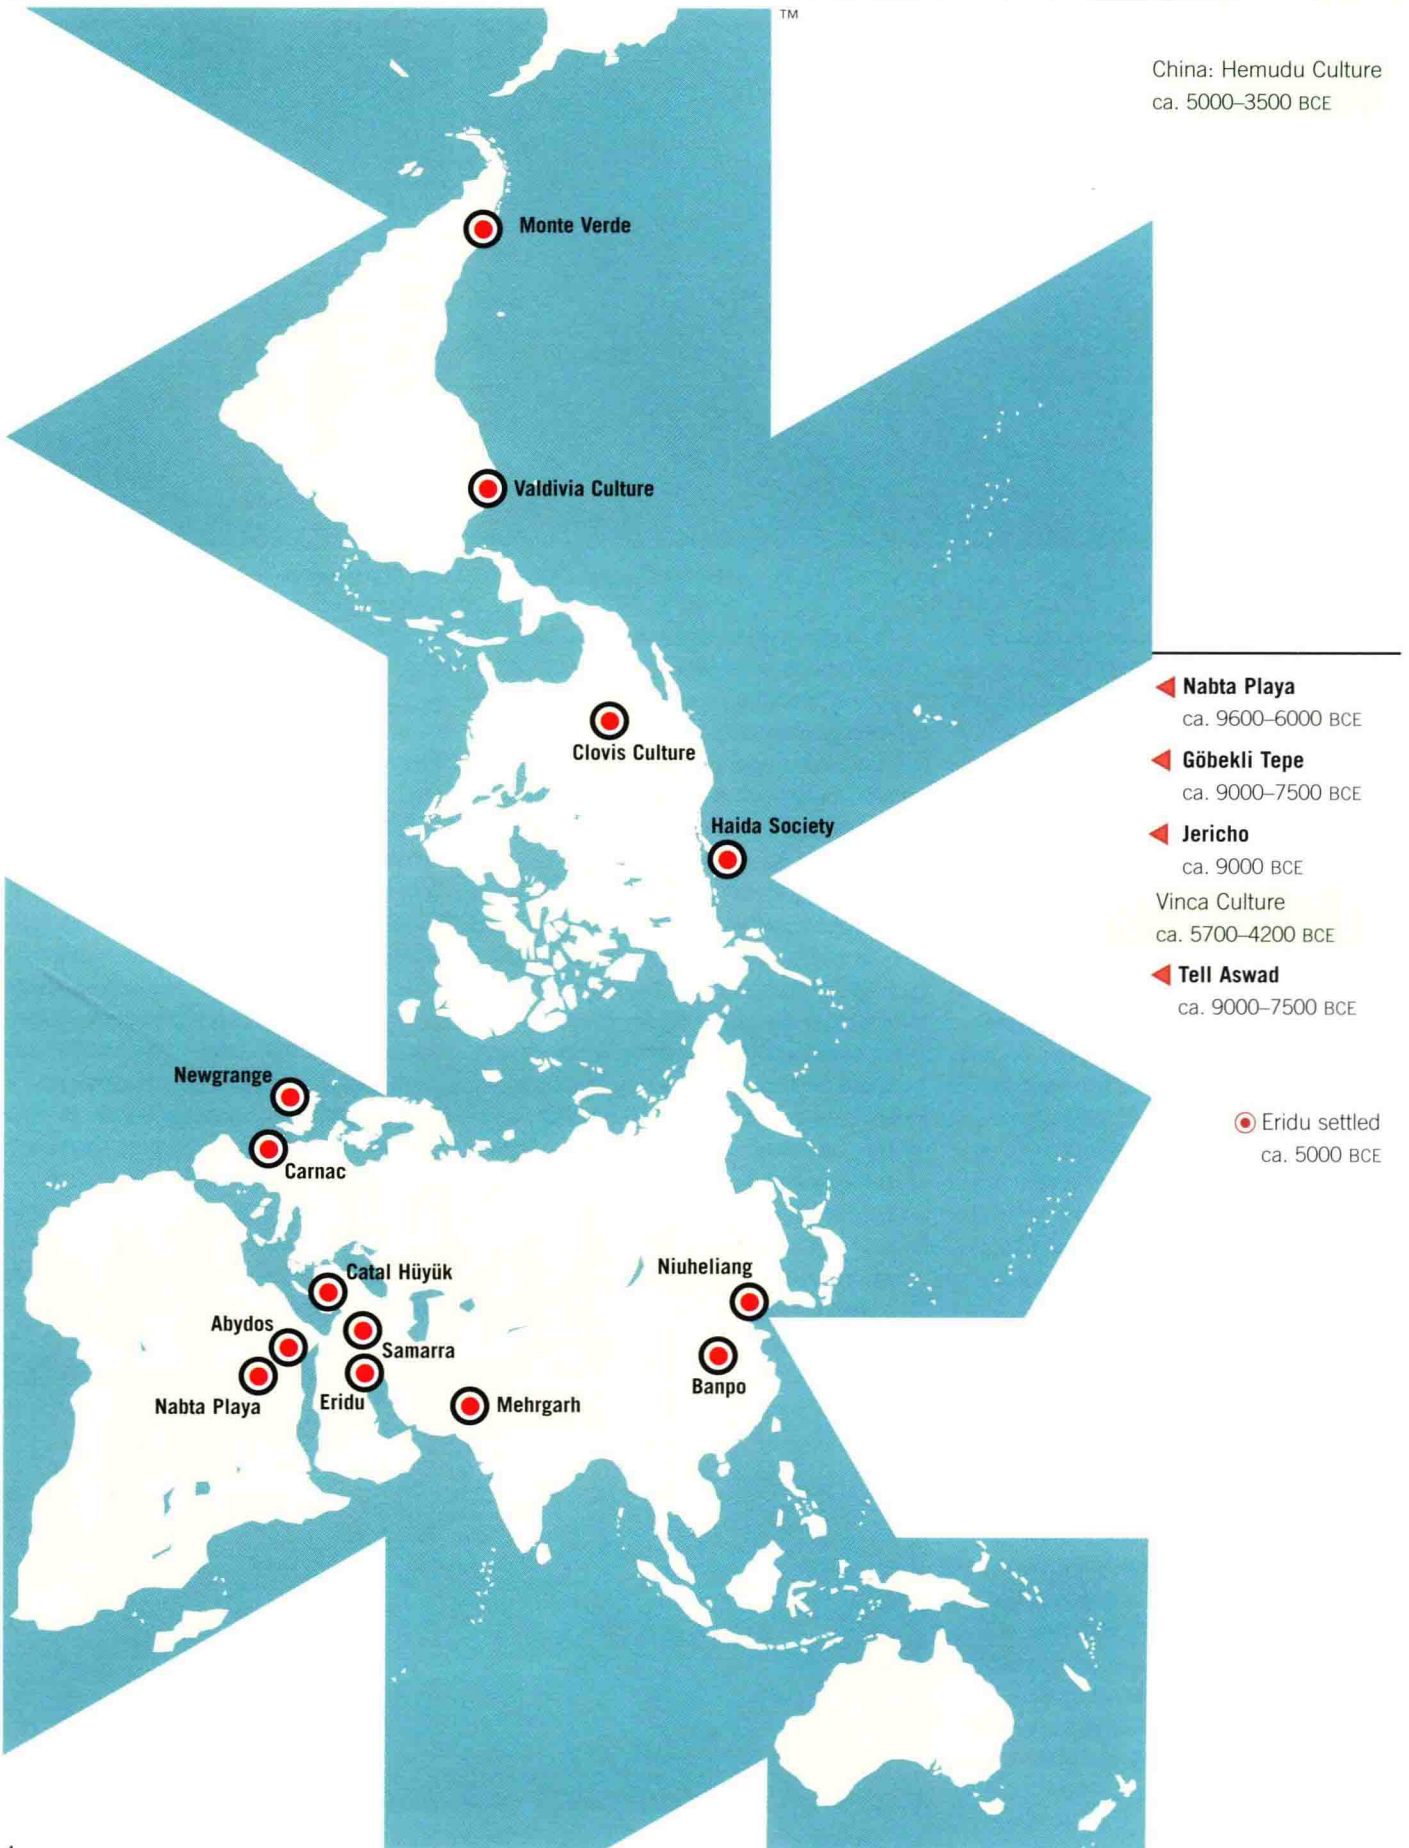 TM
China: Hemudu Culture
ca. 5000–3500 BCE
Monte Verde
Valdivia Culture
Clovis Culture
Haida Society
Nabta Playa
ca. 9600–6000 BCE
Göbekli Tepe
ca. 9000–7500 BCE
Jericho
ca. 9000 BCE
Vinca Culture
ca. 5700–4200 BCE
Tell Aswad
ca. 9000–7500 BCE
Newgrange
Carnac
Eridu settled
ca. 5000 BCE
Catal Hüyük
Niuheliang
Abydos
Samarra
Banpo
Nabta Playa
Eridu
Mehrgarh